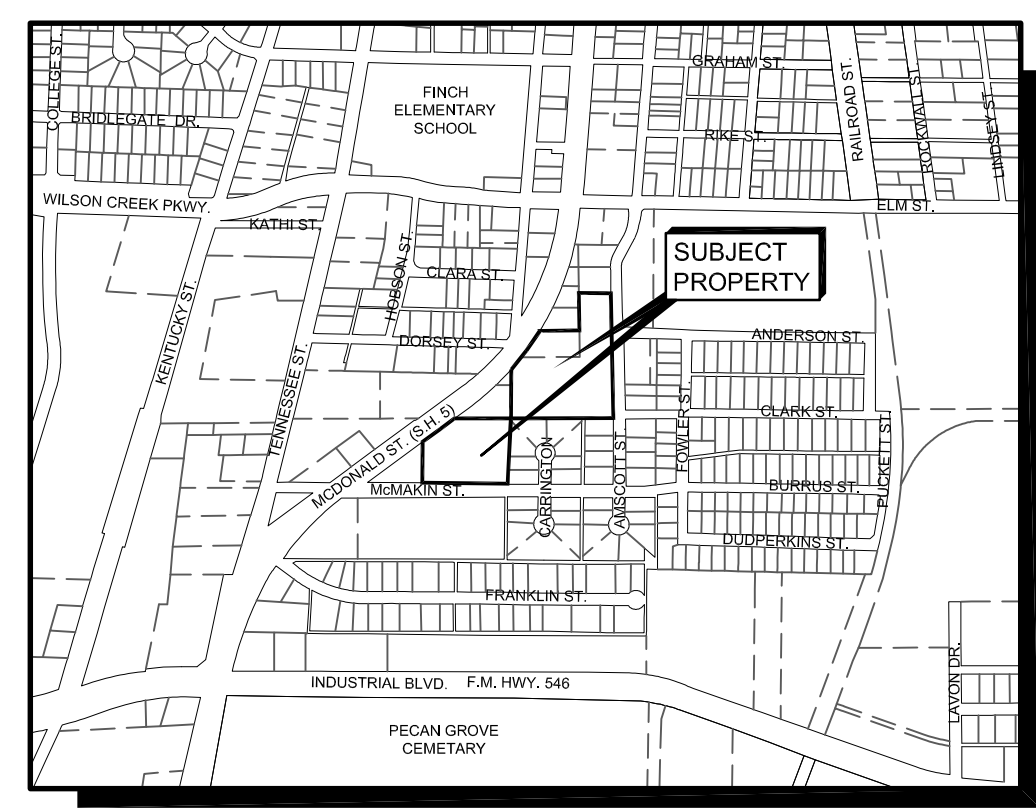 COLLEGE ST.
BRIDLEGATE DR.
FINCH
ELEMENTARY
SCHOOL
GRAHAM ST.
RIKE ST.
RAILROAD ST.
ROCKWALL ST.
LINDSEY ST.
WILSON CREEK PKWY.
ELM ST.
KATHI ST.
HOBSON ST.
CLARA ST.
DORSEY ST.
SUBJECT
PROPERTY
KENTUCKY ST.
TENNESSEE ST.
ANDERSON ST.
MCDONALD ST. (S.H. 5)
CLARK ST.
FOWLER ST.
PUCKETT ST.
McMAKIN ST.
CARRINGTON
AMSCOTT ST.
BURRUS ST.
DUDPERKINS ST.
FRANKLIN ST.
LAVON DR.
INDUSTRIAL BLVD. F.M. HWY. 546
PECAN GROVE
CEMETARY